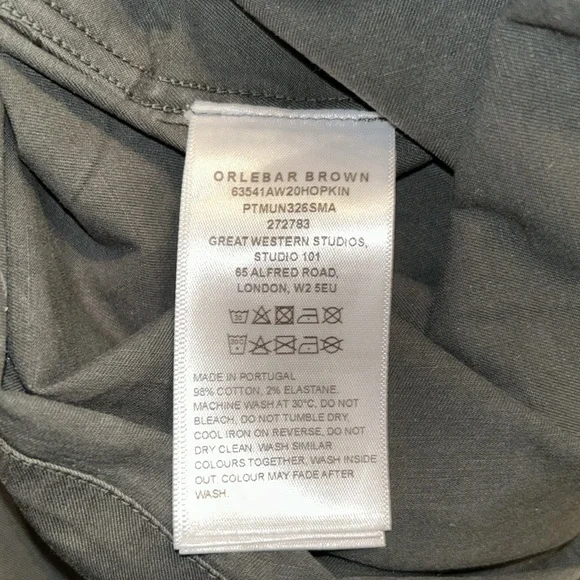 ORLEBAR BROWN
63541AW20HOPKIN
PTMUN326SMA
272783
GREAT WESTERN STUDIOS,
STUDIO 101
65 ALFRED ROAD,
LONDON, W2 5EU
MADE IN PORTUGAL
98% COTTON, 2% ELASTANE.
MACHINE WASH AT 30°C. DO NOT
BLEACH, DO NOT TUMBLE DRY,
COOL IRON ON REVERSE, DO NOT
DRY CLEAN. WASH SIMILAR
COLOURS TOGETHER, WASH INSIDE
OUT. COLOUR MAY FADE AFTER
WASH.